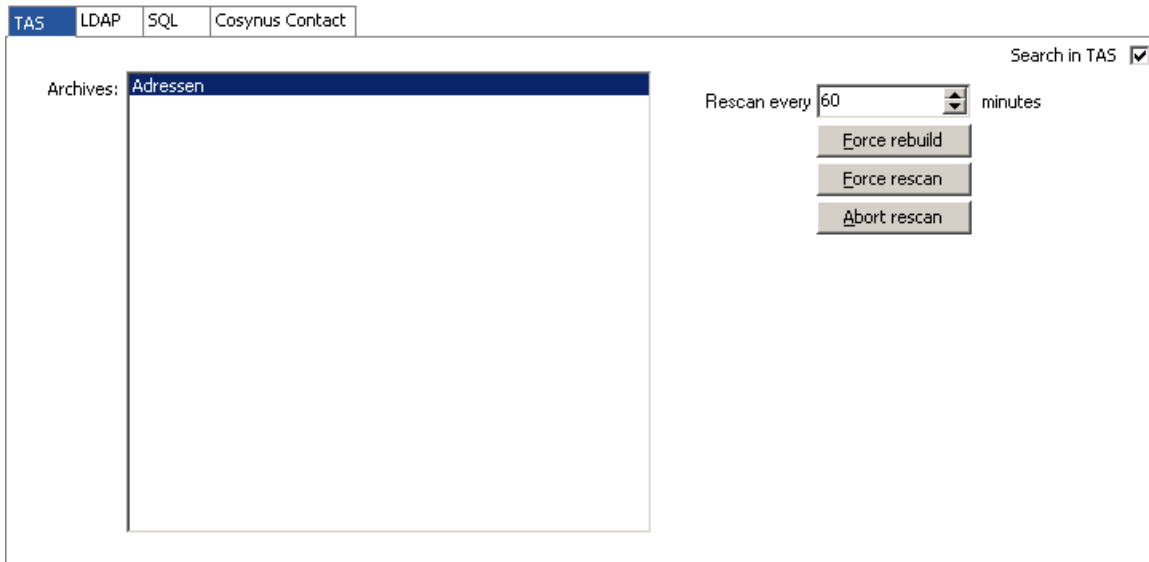 TAS LDAP SQL Cosynus Contact
Search in TAS
Archives: Adressen
Rescan every 60 minutes
Force rebuild
Force rescan
Abort rescan